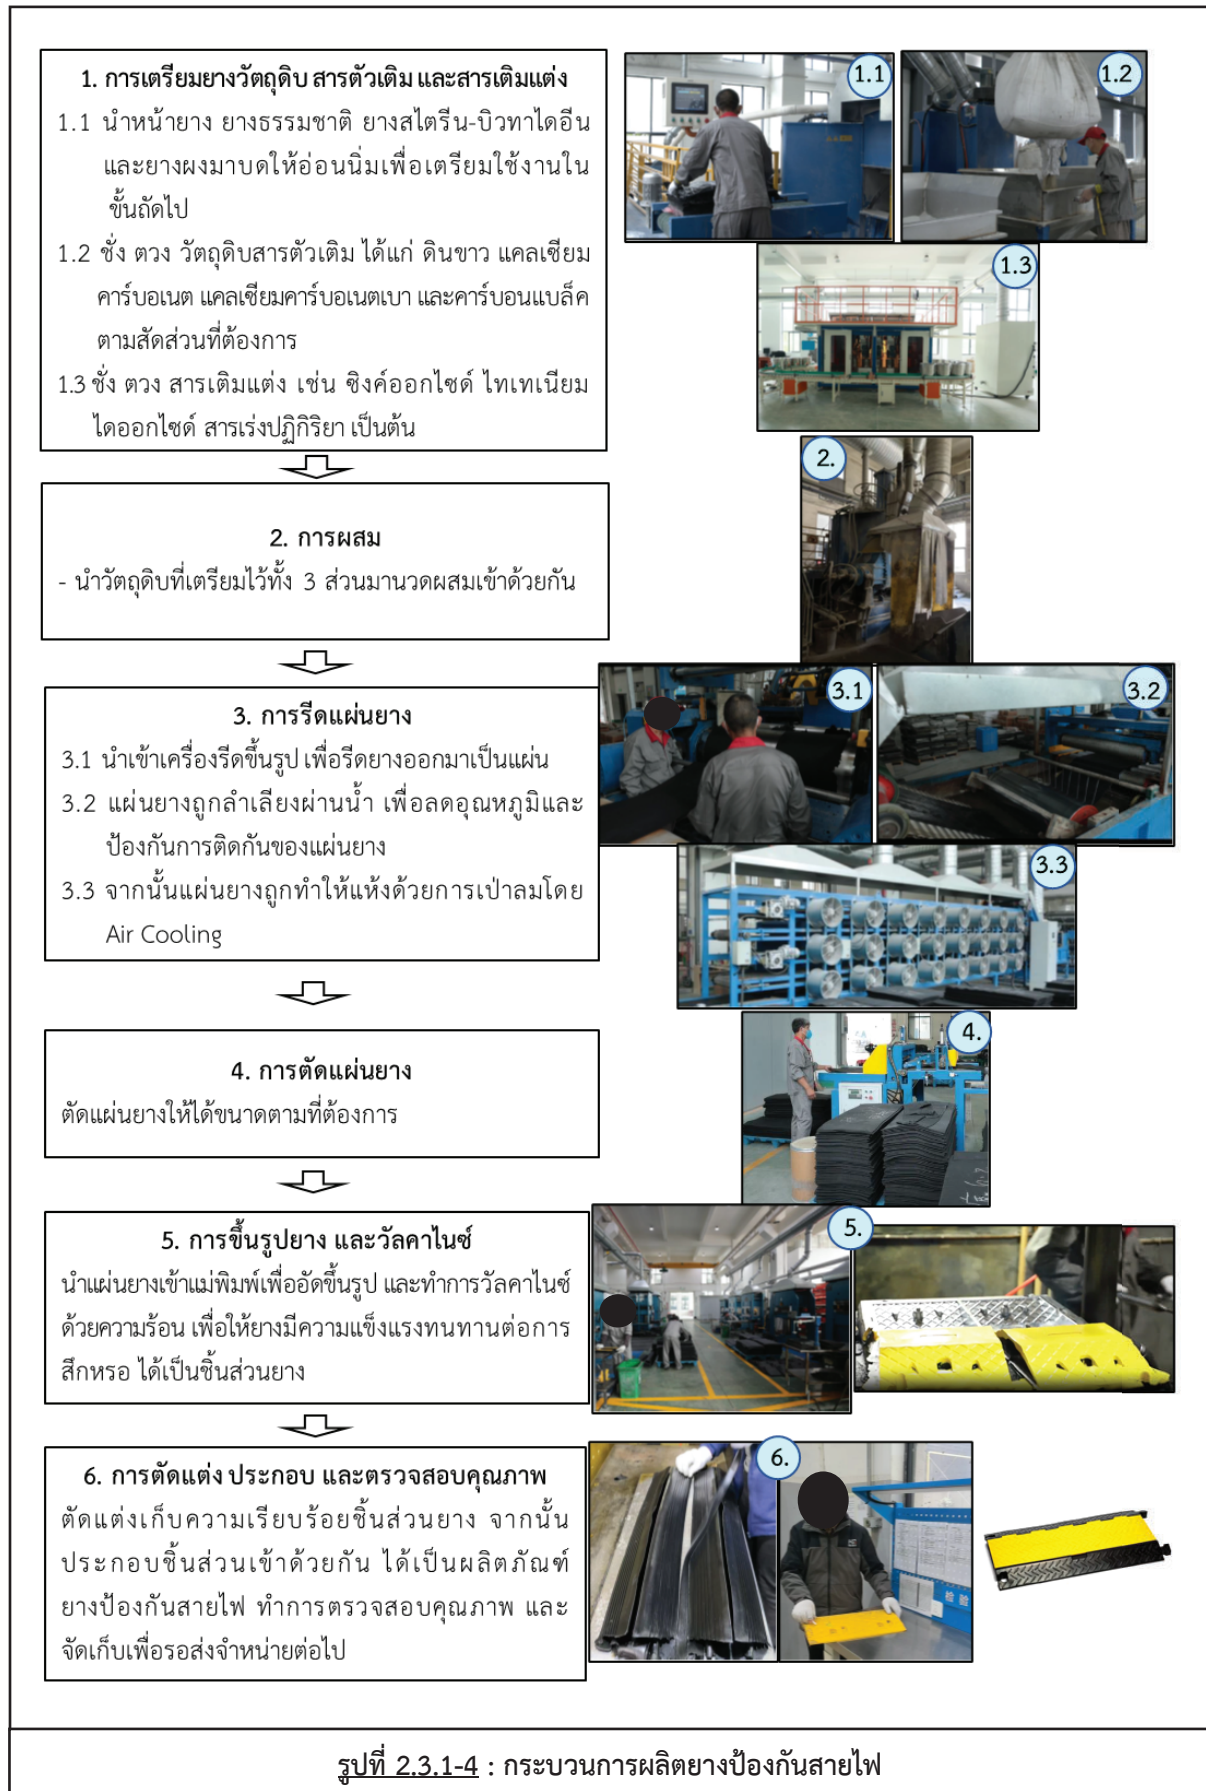 1. การเตรียมยางวัตถุดิบ สารตัวเติม และสารเติมแต่ง
1.1 นำหน้ายาง ยางธรรมชาติ ยางสไตรีน-บิวทาไดอีน
และยางผงมาบดให้อ่อนนิ่มเพื่อเตรียมใช้งานใน
ขั้นถัดไป
1.2 ชั่ง ตวง วัตถุดิบสารตัวเติม ได้แก่ ดินขาว แคลเซียม
คาร์บอเนต แคลเซียมคาร์บอเนตเบา และคาร์บอนแบล็ค
ตามสัดส่วนที่ต้องการ
1.3 ชั่ง ตวง สารเติมแต่ง เช่น ซิงค์ออกไซด์ ไทเทเนียม
ไดออกไซด์ สารเร่งปฏิกิริยา เป็นต้น
1.1
1.2
1.3
2. การผสม
- นำวัตถุดิบที่เตรียมไว้ทั้ง 3 ส่วนมานวดผสมเข้าด้วยกัน
2.
3. การรีดแผ่นยาง
3.1 นำเข้าเครื่องรีดขึ้นรูป เพื่อรีดยางออกมาเป็นแผ่น
3.2 แผ่นยางถูกลำเลียงผ่านน้ำ เพื่อลดอุณหภูมิและ
ป้องกันการติดกันของแผ่นยาง
3.3 จากนั้นแผ่นยางถูกทำให้แห้งด้วยการเป่าลมโดย
Air Cooling
3.1
3.2
3.3
4. การตัดแผ่นยาง
ตัดแผ่นยางให้ได้ขนาดตามที่ต้องการ
4.
5. การขึ้นรูปยาง และวัลคาไนซ์
นำแผ่นยางเข้าแม่พิมพ์เพื่ออัดขึ้นรูป และทำการวัลคาไนซ์
ด้วยความร้อน เพื่อให้ยางมีความแข็งแรงทนทานต่อการ
สึกหรอ ได้เป็นชิ้นส่วนยาง
5.
6. การตัดแต่ง ประกอบ และตรวจสอบคุณภาพ
ตัดแต่งเก็บความเรียบร้อยชิ้นส่วนยาง จากนั้น
ประกอบชิ้นส่วนเข้าด้วยกัน ได้เป็นผลิตภัณฑ์
ยางป้องกันสายไฟ ทำการตรวจสอบคุณภาพ และ
จัดเก็บเพื่อรอส่งจำหน่ายต่อไป
6.
检验
รูปที่ 2.3.1-4 : กระบวนการผลิตยางป้องกันสายไฟ